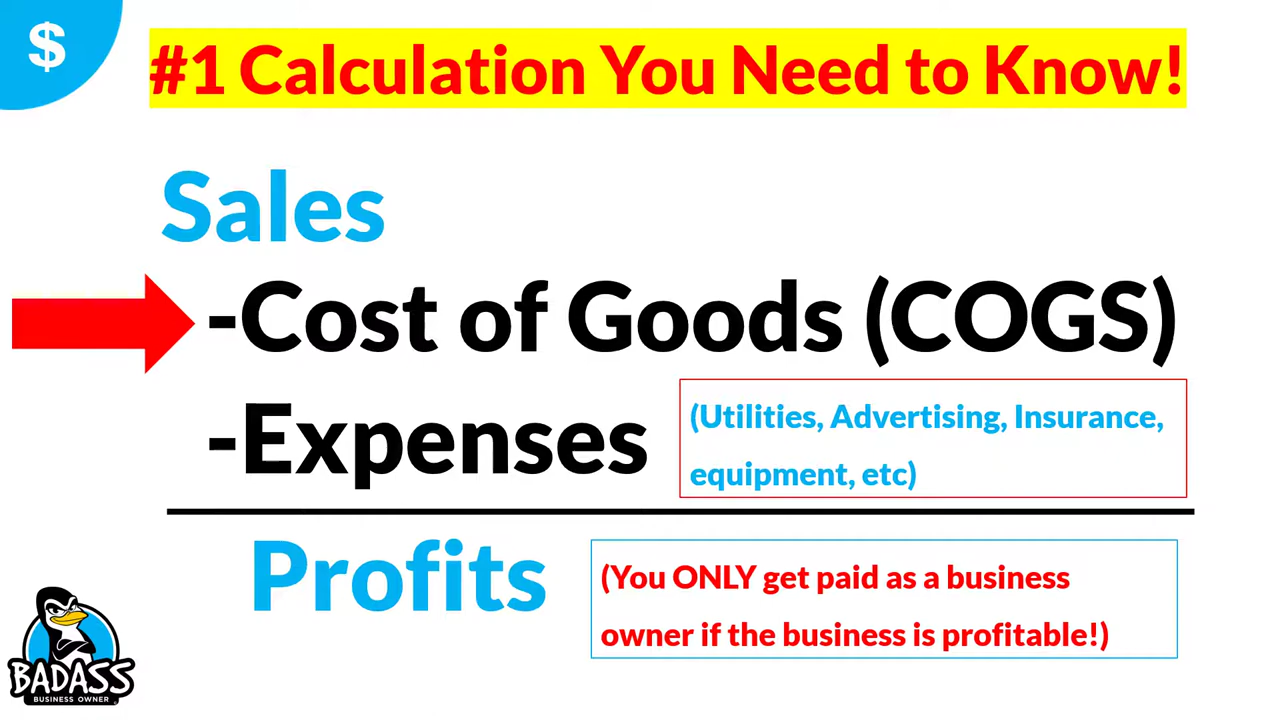 $
#1 Calculation You Need to Know!
Sales
-Cost of Goods (COGS)
-Expenses
(Utilities, Advertising, Insurance,
equipment, etc)
Profits
(You ONLY get paid as a business
owner if the business is profitable!)
BADASS
BUSINESS OWNER